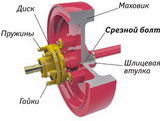 Диск
Маховик
Пружины
Срезной болт
Шлицевая
втулка
Гайки